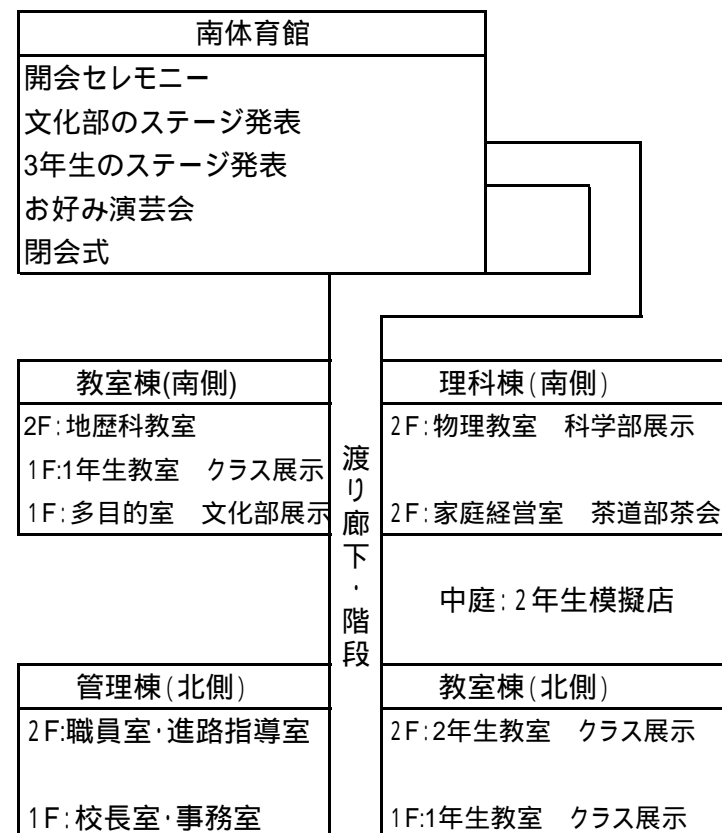 南体育館
開会セレモニー
文化部のステージ発表
3年生のステージ発表
お好み演芸会
閉会式
教室棟(南側)
2F:地歴科教室
1F:1年生教室　クラス展示
1F:多目的室　文化部展示
渡り廊下・階段
理科棟(南側)
2F:物理教室　科学部展示
2F:家庭経営室　茶道部茶会
中庭:2年生模擬店
管理棟(北側)
2F:職員室・進路指導室
1F:校長室・事務室
教室棟(北側)
2F:2年生教室　クラス展示
1F:1年生教室　クラス展示